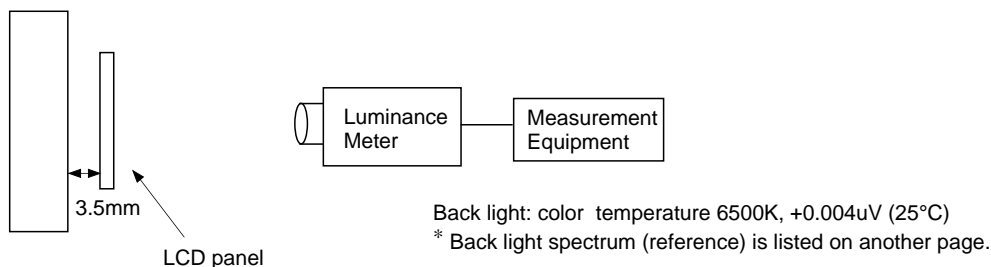 Luminance
Meter
Measurement
Equipment
3.5mm
LCD panel
Back light: color temperature 6500K, +0.004uV (25°C)
* Back light spectrum (reference) is listed on another page.